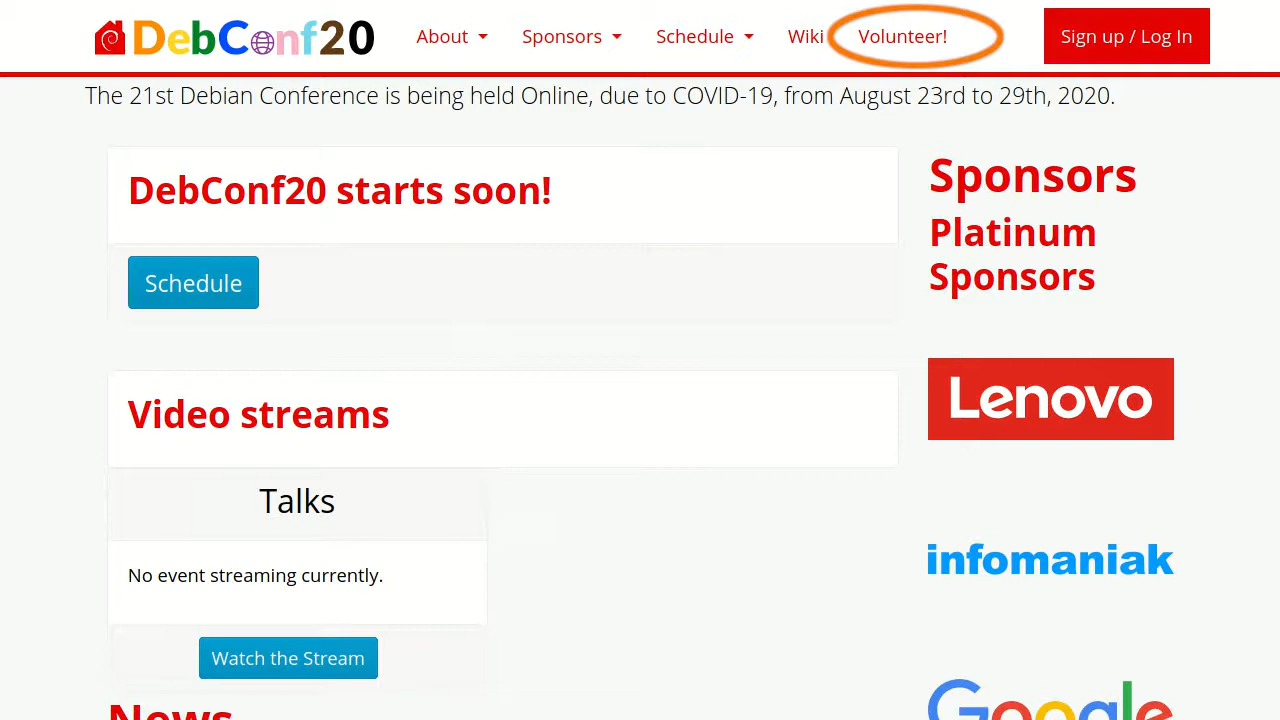 DebConf20 About Sponsors Schedule Wiki Volunteer! Sign up / Log In
The 21st Debian Conference is being held Online, due to COVID-19, from August 23rd to 29th, 2020.
DebConf20 starts soon!
Schedule
Video streams
Talks
No event streaming currently.
Watch the Stream
News
Sponsors
Platinum
Sponsors
Lenovo
infomaniak
Google